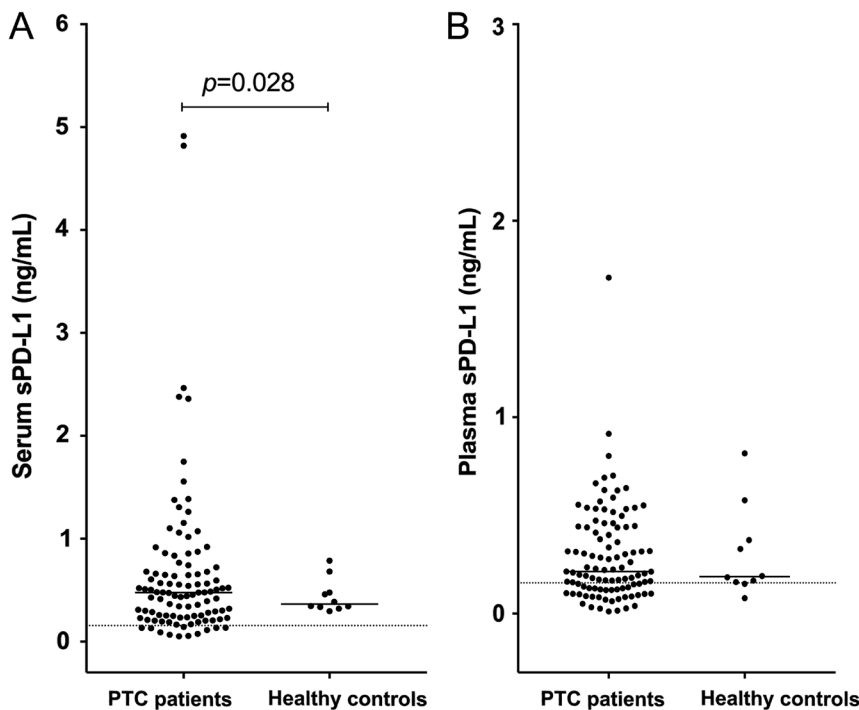 A
Serum sPD-L1 (ng/mL)
6
5
4
3
2
1
0
p=0.028
PTC patients
Healthy controls
B
Plasma sPD-L1 (ng/mL)
3
2
1
0
PTC patients
Healthy controls